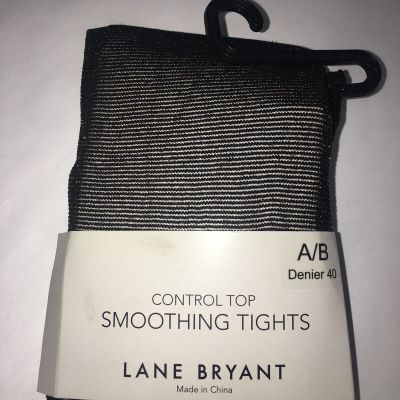 A/B
Denier 40
CONTROL TOP
SMOOTHING TIGHTS
LANE BRYANT
Made in China